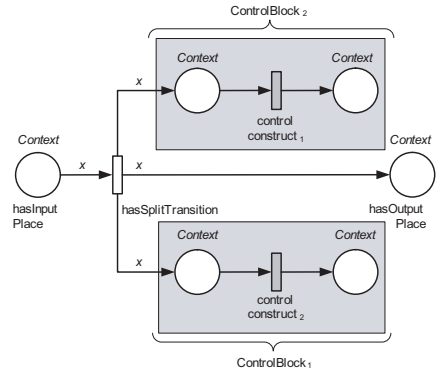 ControlBlock 2
Context
Context
x
control
construct 1
Context
Context
x
x
hasInput
Place
hasSplitTransition
hasOutput
Place
Context
Context
x
control
construct 2
ControlBlock 1